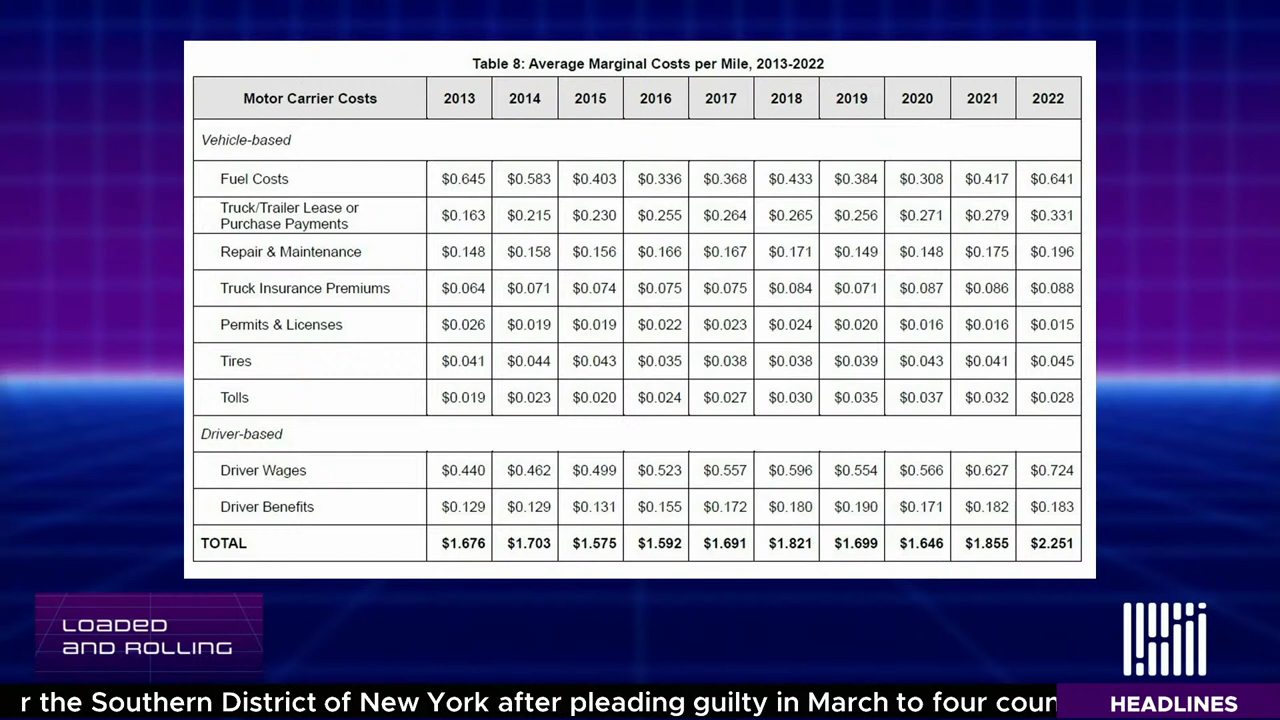 Table 8: Average Marginal Costs per Mile, 2013-2022
Motor Carrier Costs 2013 2014 2015 2016 2017 2018 2019 2020 2021 2022
Vehicle-based
Fuel Costs $0.645 $0.583 $0.403 $0.336 $0.368 $0.433 $0.384 $0.308 $0.417 $0.641
Truck/Trailer Lease or
Purchase Payments $0.163 $0.215 $0.230 $0.255 $0.264 $0.265 $0.256 $0.271 $0.279 $0.331
Repair & Maintenance $0.148 $0.158 $0.156 $0.166 $0.167 $0.171 $0.149 $0.148 $0.175 $0.196
Truck Insurance Premiums $0.064 $0.071 $0.074 $0.075 $0.075 $0.084 $0.071 $0.087 $0.086 $0.088
Permits & Licenses $0.026 $0.019 $0.019 $0.022 $0.023 $0.024 $0.020 $0.016 $0.016 $0.015
Tires $0.041 $0.044 $0.043 $0.035 $0.038 $0.038 $0.039 $0.043 $0.041 $0.045
Tolls $0.019 $0.023 $0.020 $0.024 $0.027 $0.030 $0.035 $0.037 $0.032 $0.028
Driver-based
Driver Wages $0.440 $0.462 $0.499 $0.523 $0.557 $0.596 $0.554 $0.566 $0.627 $0.724
Driver Benefits $0.129 $0.129 $0.131 $0.155 $0.172 $0.180 $0.190 $0.171 $0.182 $0.183
TOTAL $1.676 $1.703 $1.575 $1.592 $1.691 $1.821 $1.699 $1.646 $1.855 $2.251
LOADED
AND ROLLING
r the Southern District of New York after pleading guilty in March to four coun
HEADLINES